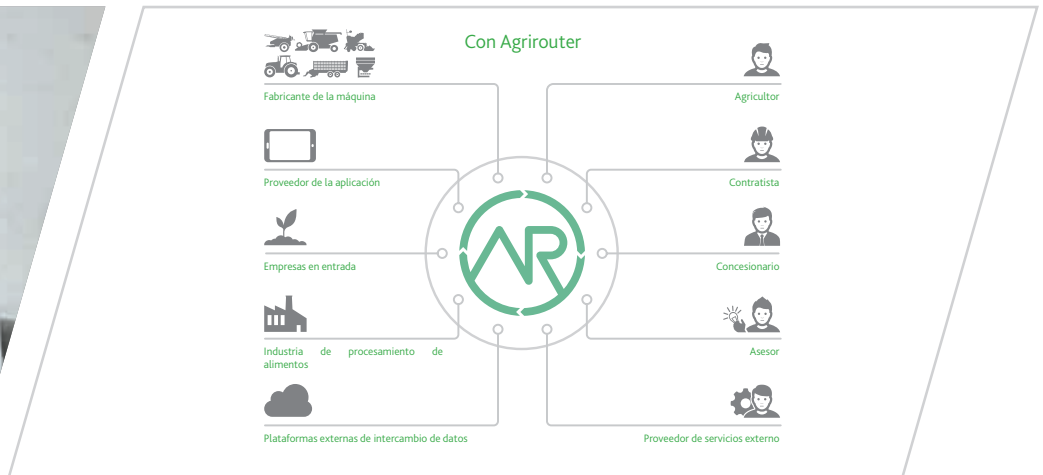 Con Agrirouter
Fabricante de la máquina
Agricultor
Proveedor de la aplicación
Contratista
Empresas en entrada
AR
Concesionario
Industria de procesamiento de
alimentos
Asesor
Plataformas externas de intercambio de datos
Proveedor de servicios externo